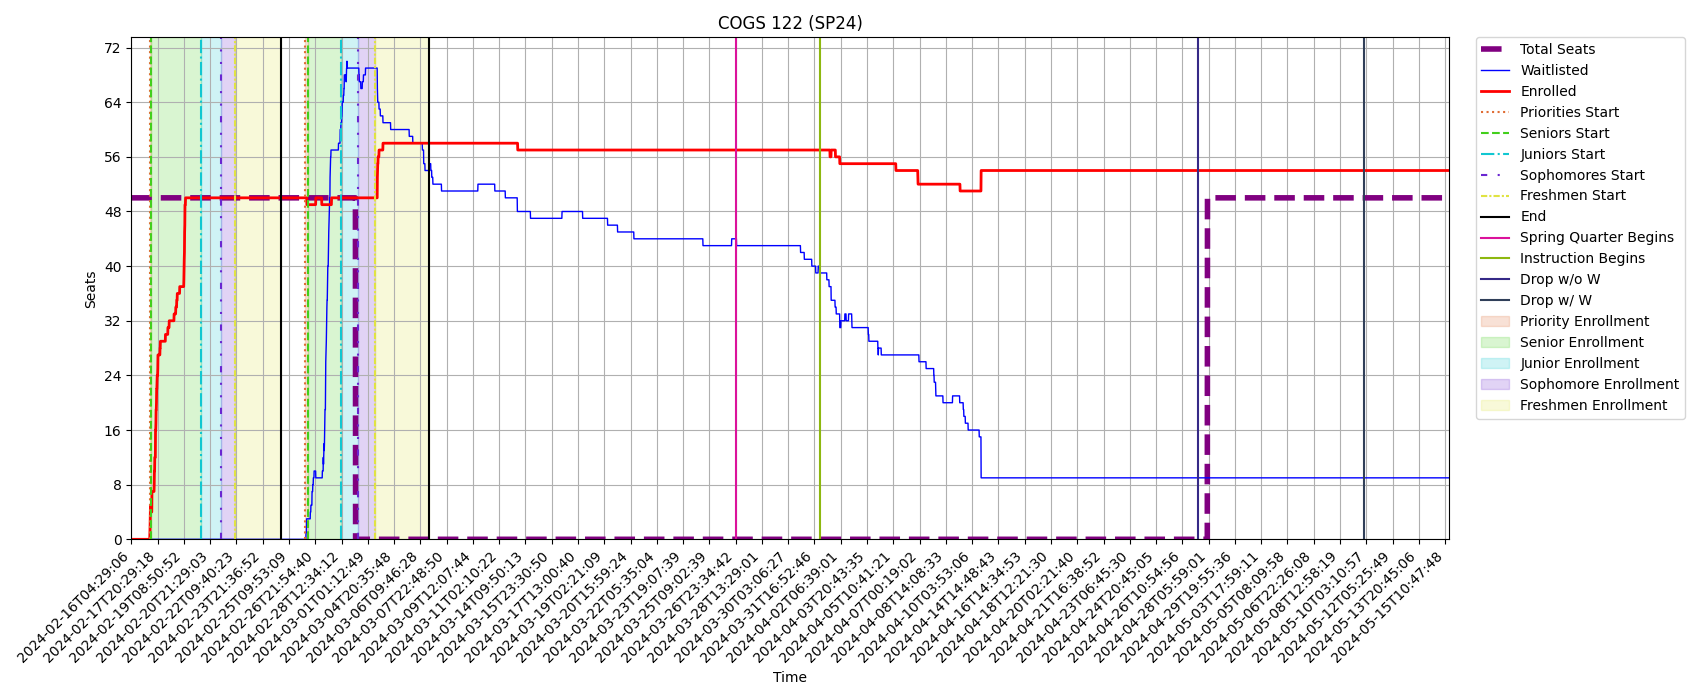 COGS 122 (SP24)
72
64
56
48
40
32
24
16
8
0
Seats
2024-02-16T04:29:06
2024-02-17T20:29:18
2024-02-19T08:50:52
2024-02-20T21:29:03
2024-02-22T09:40:23
2024-02-23T21:36:52
2024-02-25T09:53:09
2024-02-26T21:54:40
2024-02-28T12:34:12
2024-03-01T01:12:49
2024-03-04T20:35:48
2024-03-06T09:46:28
2024-03-07T22:48:50
2024-03-09T12:07:44
2024-03-11T02:10:22
2024-03-14T09:50:13
2024-03-15T23:30:50
2024-03-17T13:00:40
2024-03-19T02:21:09
2024-03-20T15:59:24
2024-03-22T05:35:04
2024-03-23T19:07:39
2024-03-25T09:02:39
2024-03-26T23:34:42
2024-03-28T13:29:01
2024-03-30T03:06:27
2024-03-31T16:52:46
2024-04-02T06:39:01
2024-04-03T20:43:35
2024-04-05T10:41:21
2024-04-07T00:19:02
2024-04-08T14:08:33
2024-04-10T03:53:06
2024-04-14T14:48:43
2024-04-16T14:34:53
2024-04-18T12:21:30
2024-04-20T02:21:40
2024-04-21T16:38:52
2024-04-23T06:45:30
2024-04-24T20:45:05
2024-04-26T10:54:56
2024-04-28T05:59:01
2024-04-29T19:55:36
2024-05-03T17:59:11
2024-05-05T08:09:58
2024-05-06T22:26:08
2024-05-08T12:58:19
2024-05-10T03:10:57
2024-05-12T05:25:49
2024-05-13T20:45:06
2024-05-15T10:47:48
Time
Total Seats
Waitlisted
Enrolled
Priorities Start
Seniors Start
Juniors Start
Sophomores Start
Freshmen Start
End
Spring Quarter Begins
Instruction Begins
Drop w/o W
Drop w/ W
Priority Enrollment
Senior Enrollment
Junior Enrollment
Sophomore Enrollment
Freshmen Enrollment